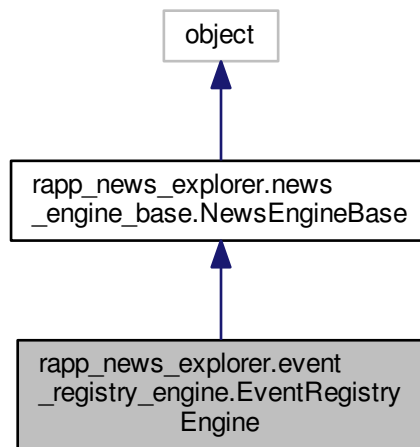 object
rapp_news_explorer.news
_engine_base.NewsEngineBase
rapp_news_explorer.event
_registry_engine.EventRegistry
Engine